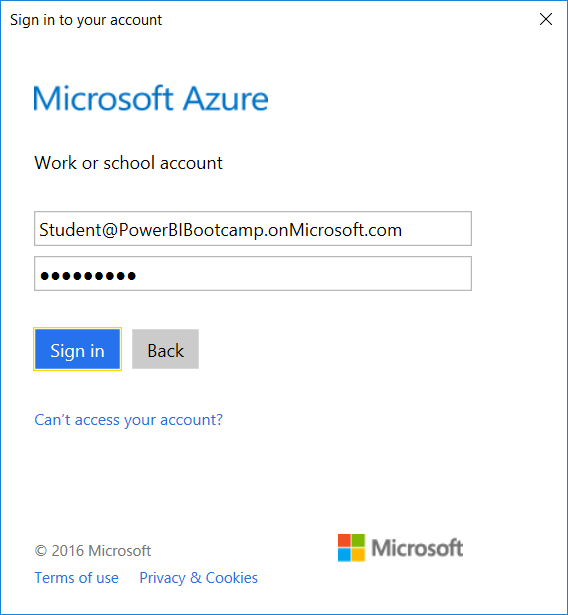 Sign in to your account
Microsoft Azure
Work or school account
Student@PowerBIBootcamp.onMicrosoft.com
●●●●●●●●●
Sign in Back
Can't access your account?
© 2016 Microsoft
Microsoft
Terms of use Privacy & Cookies